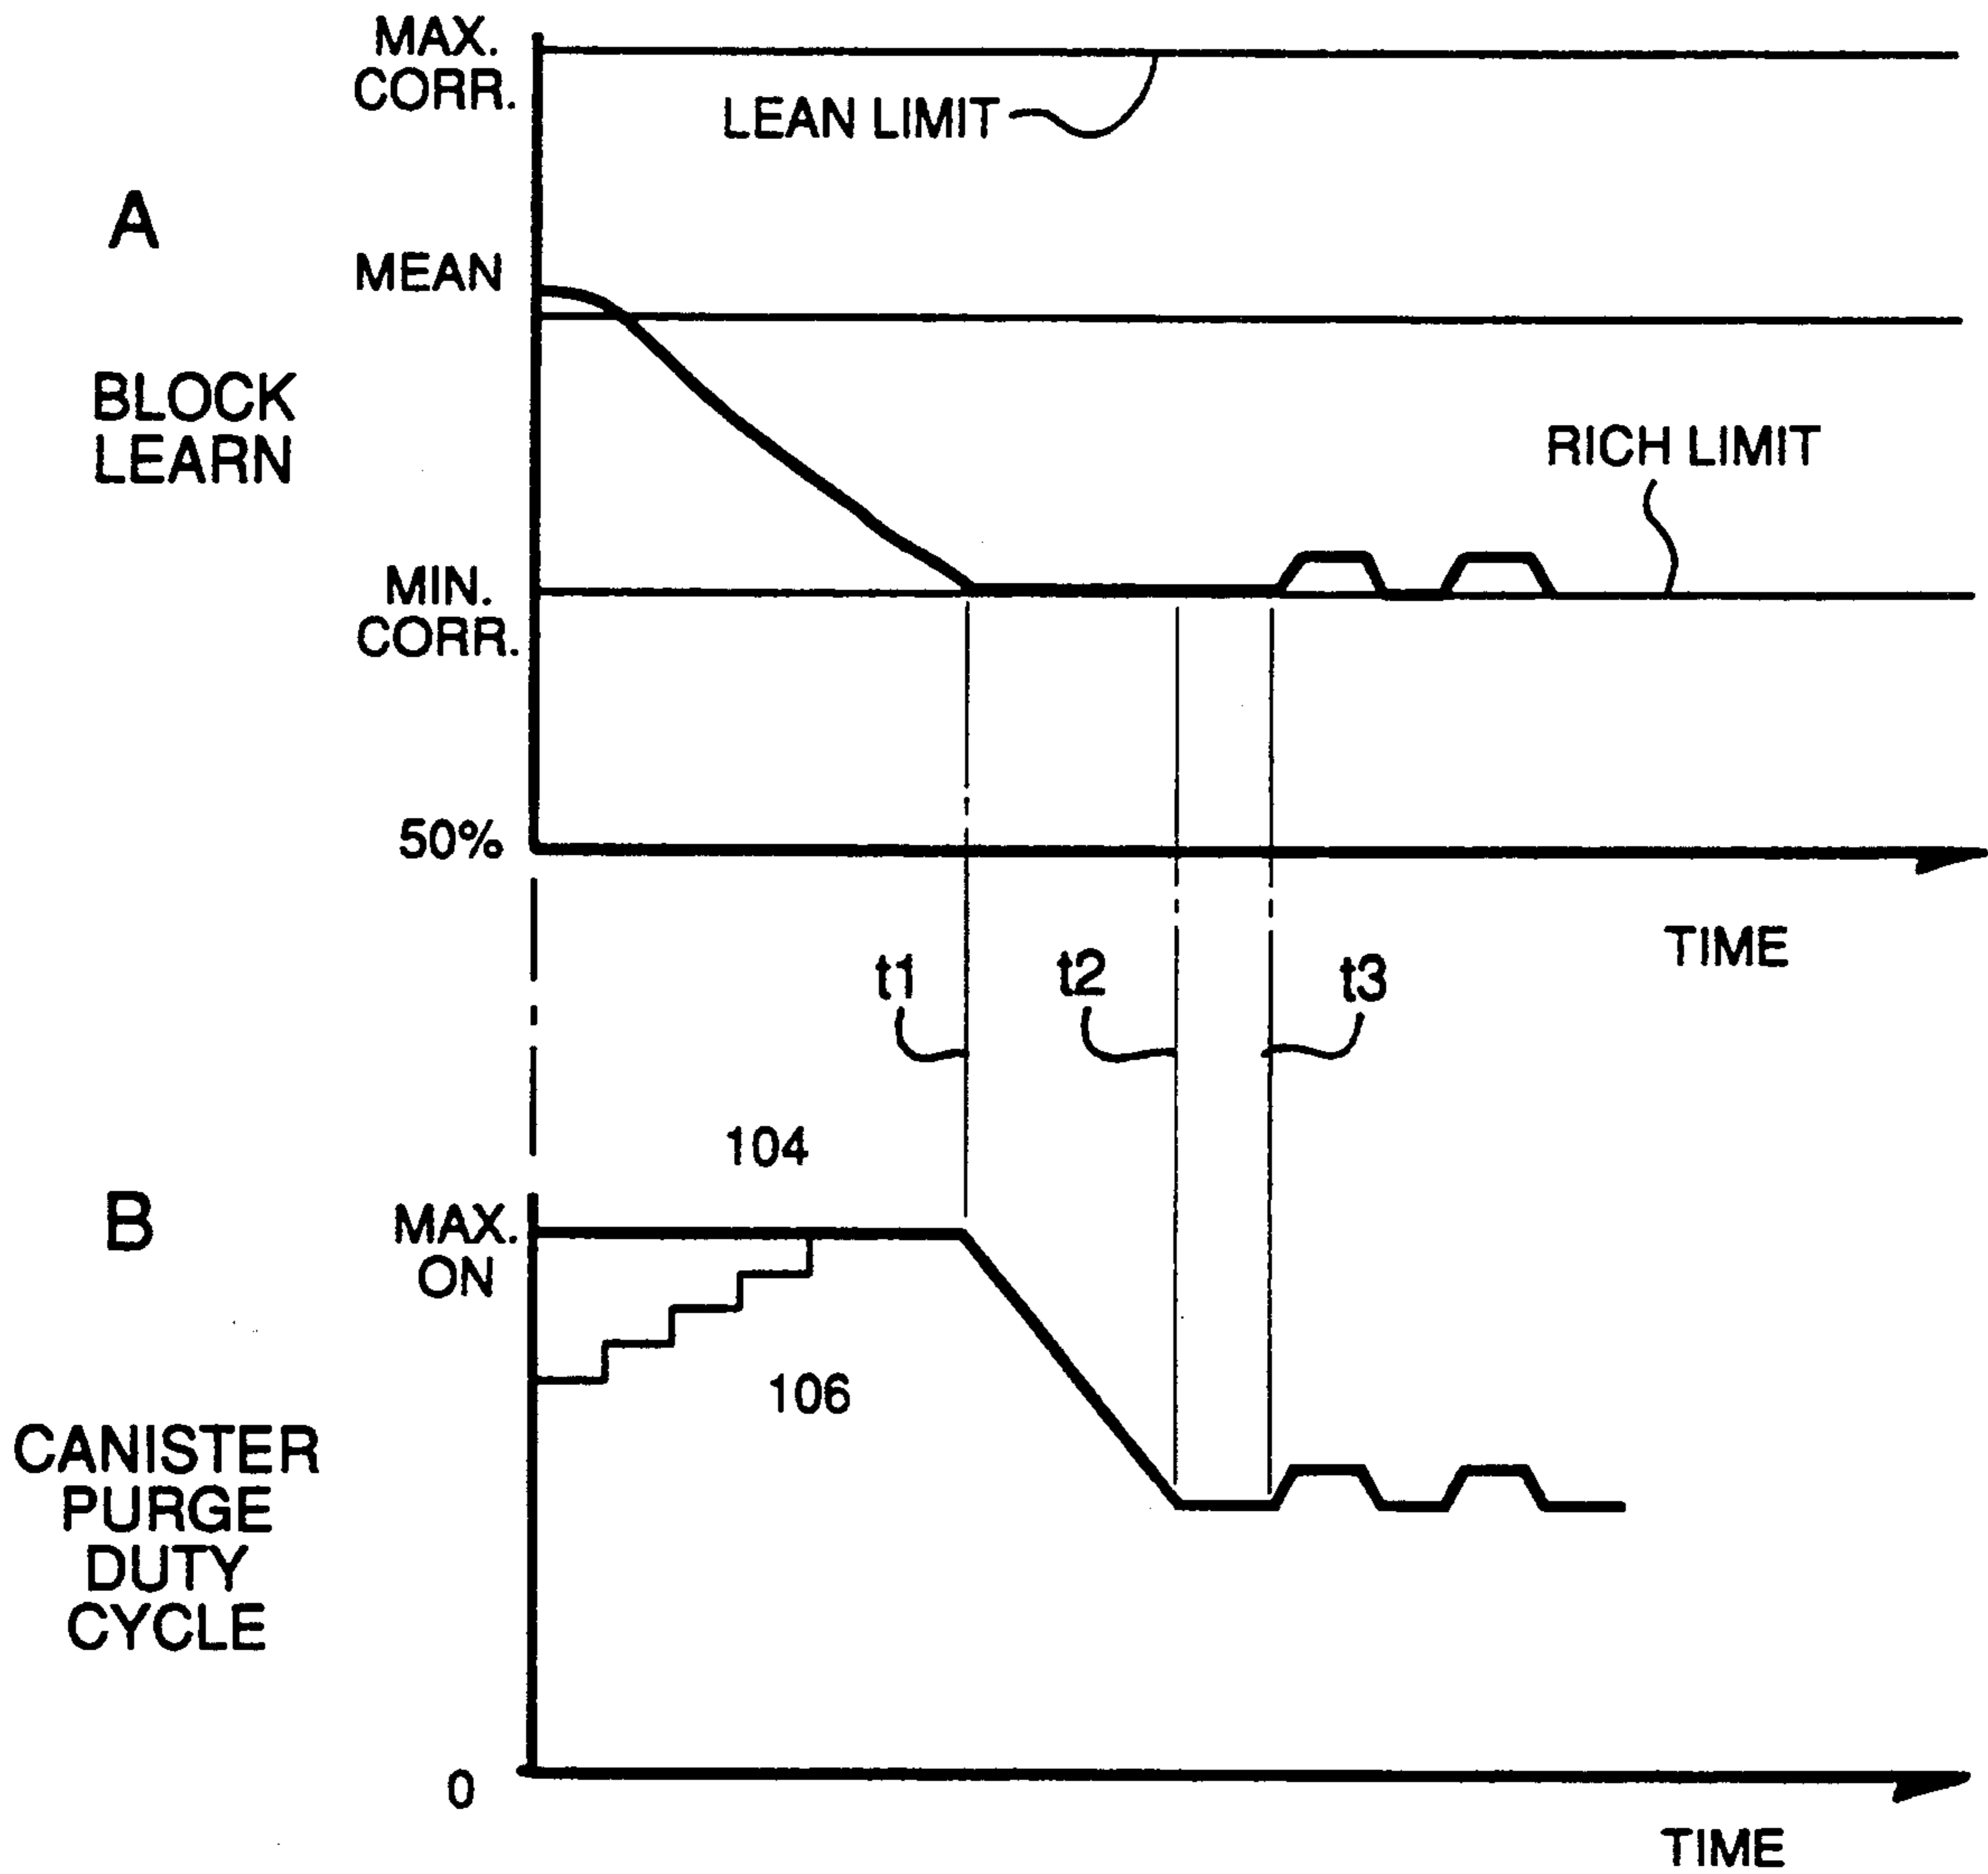 MAX.
CORR.
LEAN LIMIT
A
MEAN
BLOCK
LEARN
RICH LIMIT
MIN.
CORR.
50%
TIME
t1
t2
t3
104
B
MAX.
ON
106
CANISTER
PURGE
DUTY
CYCLE
0
TIME